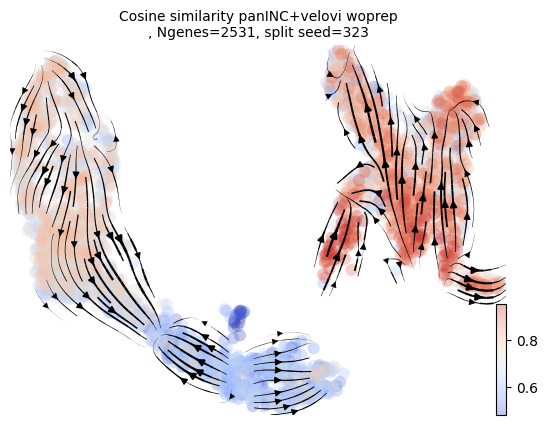 Cosine similarity panINC+velovi woprep
, Ngenes=2531, split seed=323
0.8
0.6